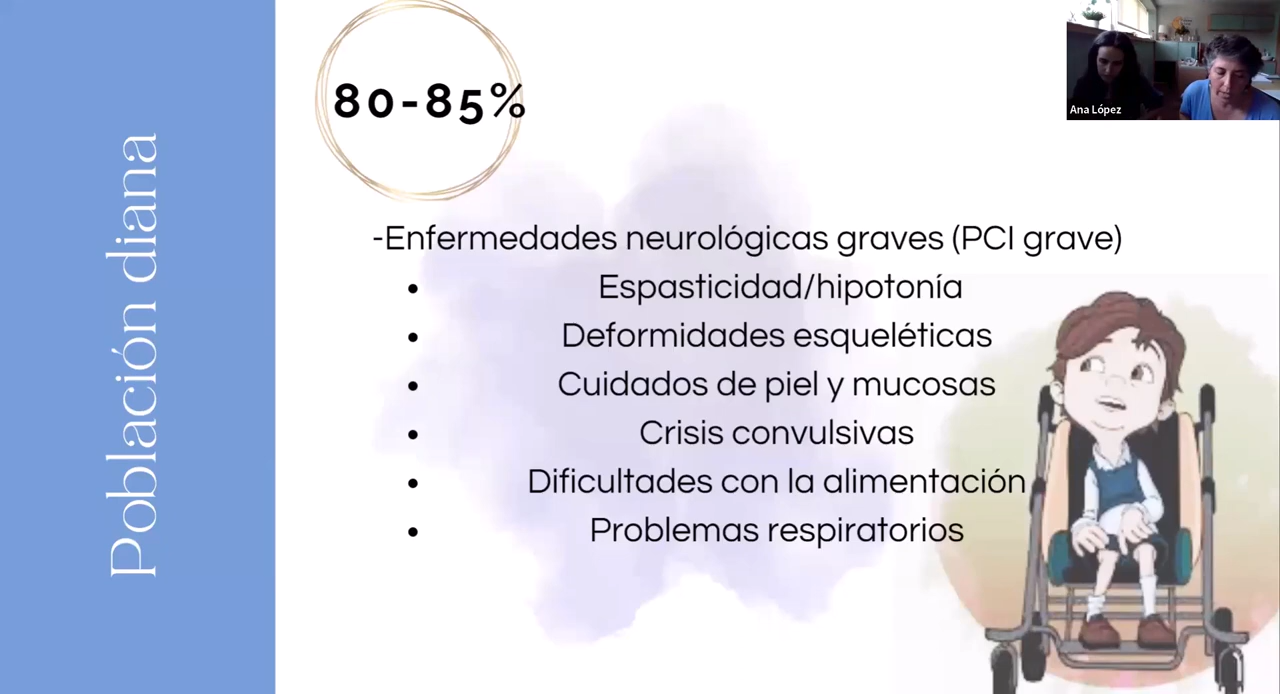 Población diana
80-85%
-Enfermedades neurológicas graves (PCI grave)
• Espasticidad/hipotonía
• Deformidades esqueléticas
• Cuidados de piel y mucosas
• Crisis convulsivas
• Dificultades con la alimentación
• Problemas respiratorios
Ana López